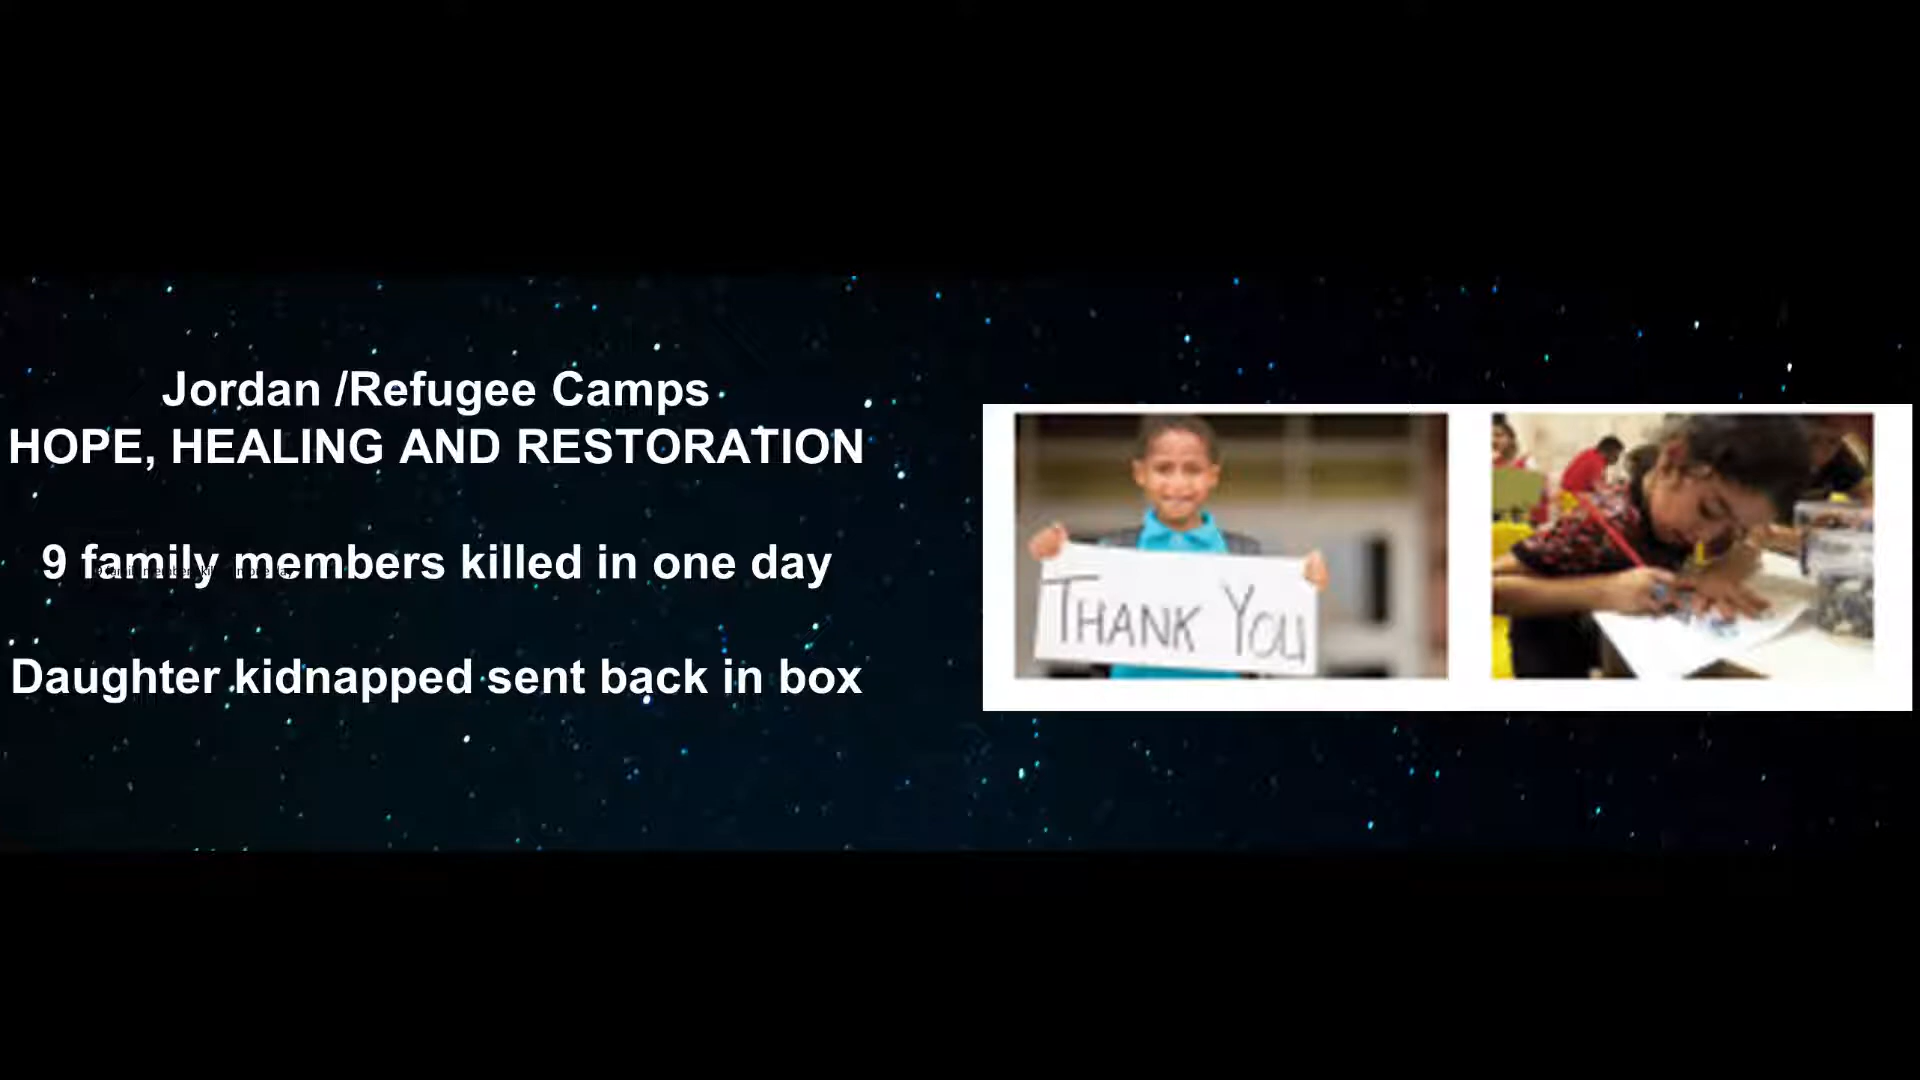 Jordan /Refugee Camps
HOPE, HEALING AND RESTORATION
9 family members killed in one day
Daughter kidnapped sent back in box
THANK YOU